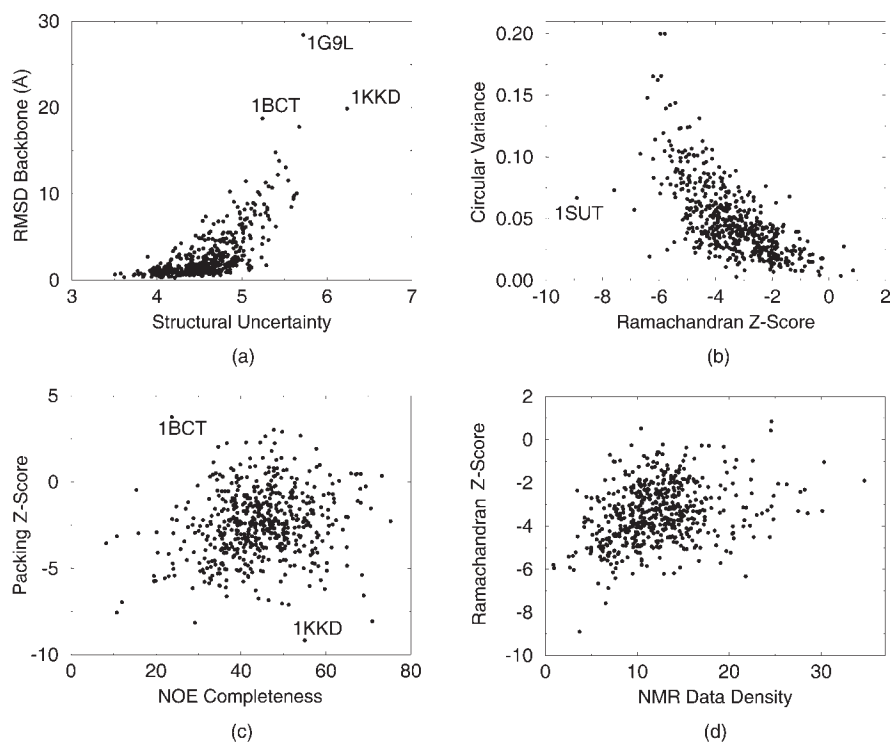 30
20
10
0
RMSD Backbone (Å)
1G9L
1BCT
1KKD
3 4 5 6 7
Structural Uncertainty
(a)
0.20
0.15
0.10
0.05
0.00
Circular Variance
1SUT
-10 -8 -6 -4 -2 0 2
Ramachandran Z-Score
(b)
5
0
-5
-10
Packing Z-Score
1BCT
1KKD
0 20 40 60 80
NOE Completeness
(c)
2
0
-2
-4
-6
-8
-10
Ramachandran Z-Score
0 10 20 30
NMR Data Density
(d)